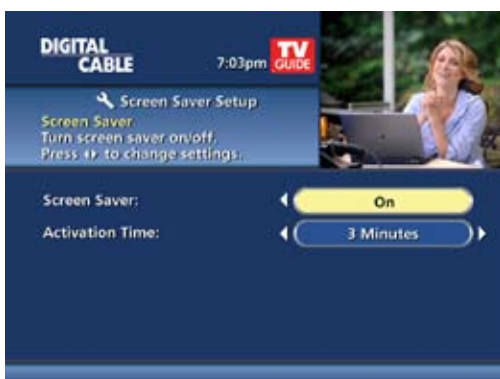 DIGITAL
CABLE
7:03pm
TV
GUIDE
Screen Saver Setup
Screen Saver
Turn screen saver on/off.
Press ◂▸ to change settings.
Screen Saver:
On
Activation Time:
3 Minutes